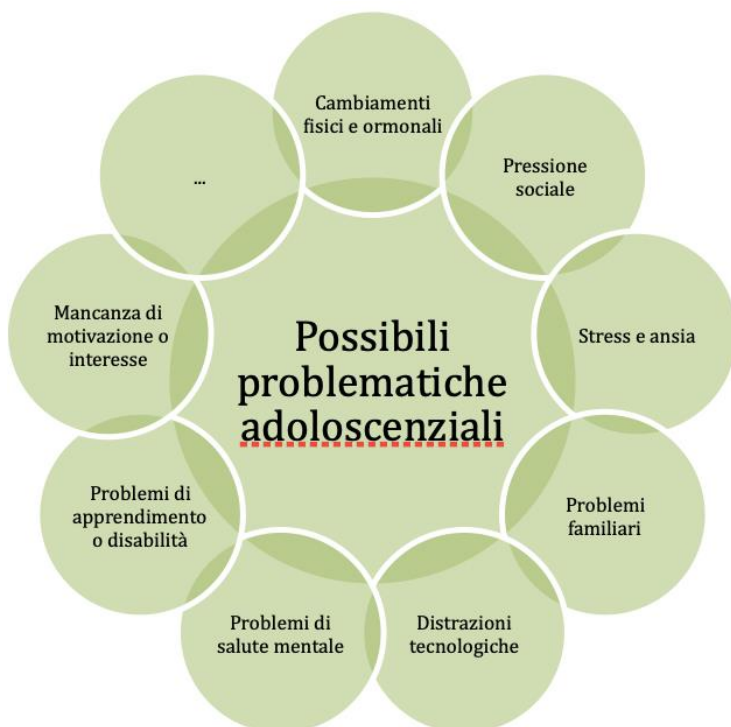 Possibili
problematiche
adoloscenziali
Cambiamenti
fisici e ormonali
Pressione
sociale
Stress e ansia
Problemi
familiari
Distrazioni
tecnologiche
Problemi di
salute mentale
Problemi di
apprendimento
o disabilità
Mancanza di
motivazione o
interesse
...